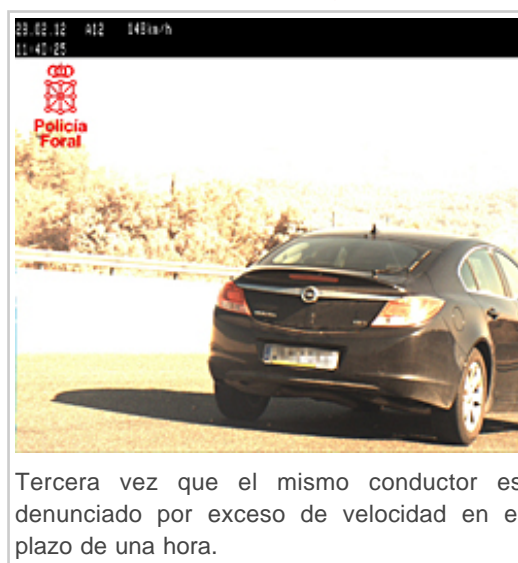 29.02.12 A12 148km/h
11:40:25
Policía
Foral
Tercera vez que el mismo conductor es
denunciado por exceso de velocidad en e
plazo de una hora.